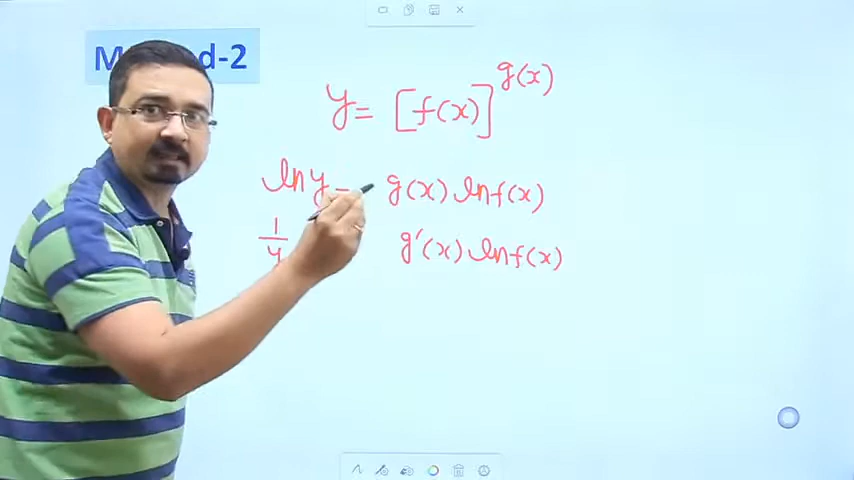 d-2
y = [f(x)]^g(x)
ln y = g(x) ln f(x)
1/y g'(x) ln f(x)